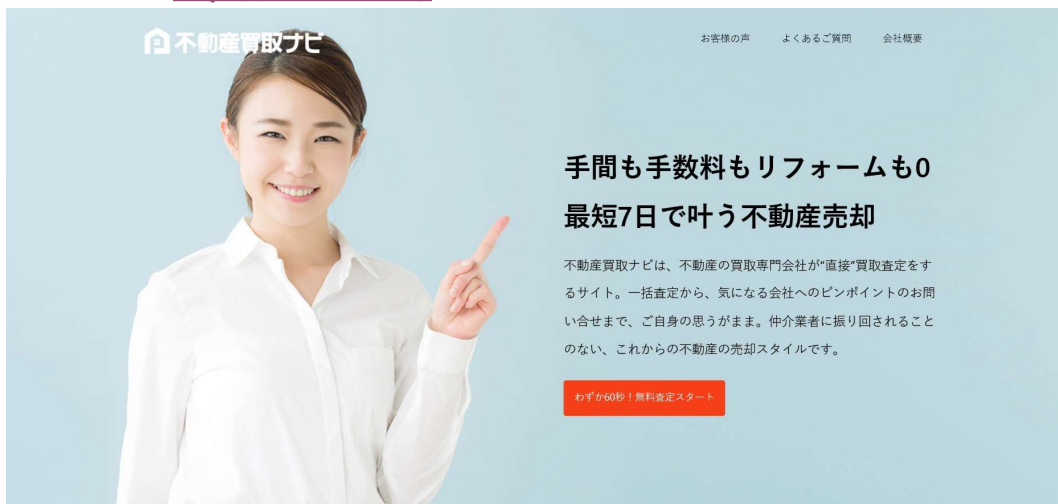 不動産買取ナビ
お客様の声 よくあるご質問 会社概要
手間も手数料もリフォームも0
最短7日で叶う不動産売却
不動産買取ナビは、不動産の買取専門会社が“直接”買取査定をす
るサイト。一括査定から、気になる会社へのピンポイントのお問
い合せまで、ご自身の思うがまま。仲介業者に振り回されること
のない、これからの不動産の売却スタイルです。
わずか60秒！無料査定スタート